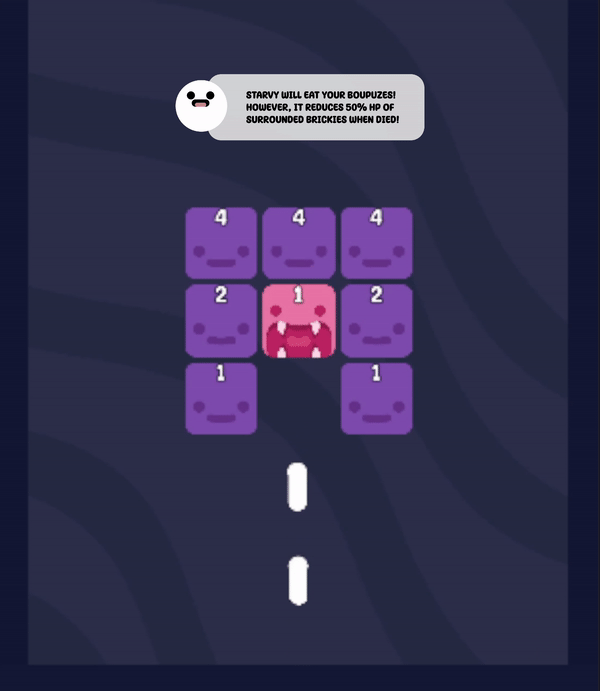 STARVY WILL EAT YOUR BOUPUZES!
HOWEVER, IT REDUCES 50% HP OF
SURROUNDED BRICKIES WHEN DIED!
4 4 4
2 1 2
1 1